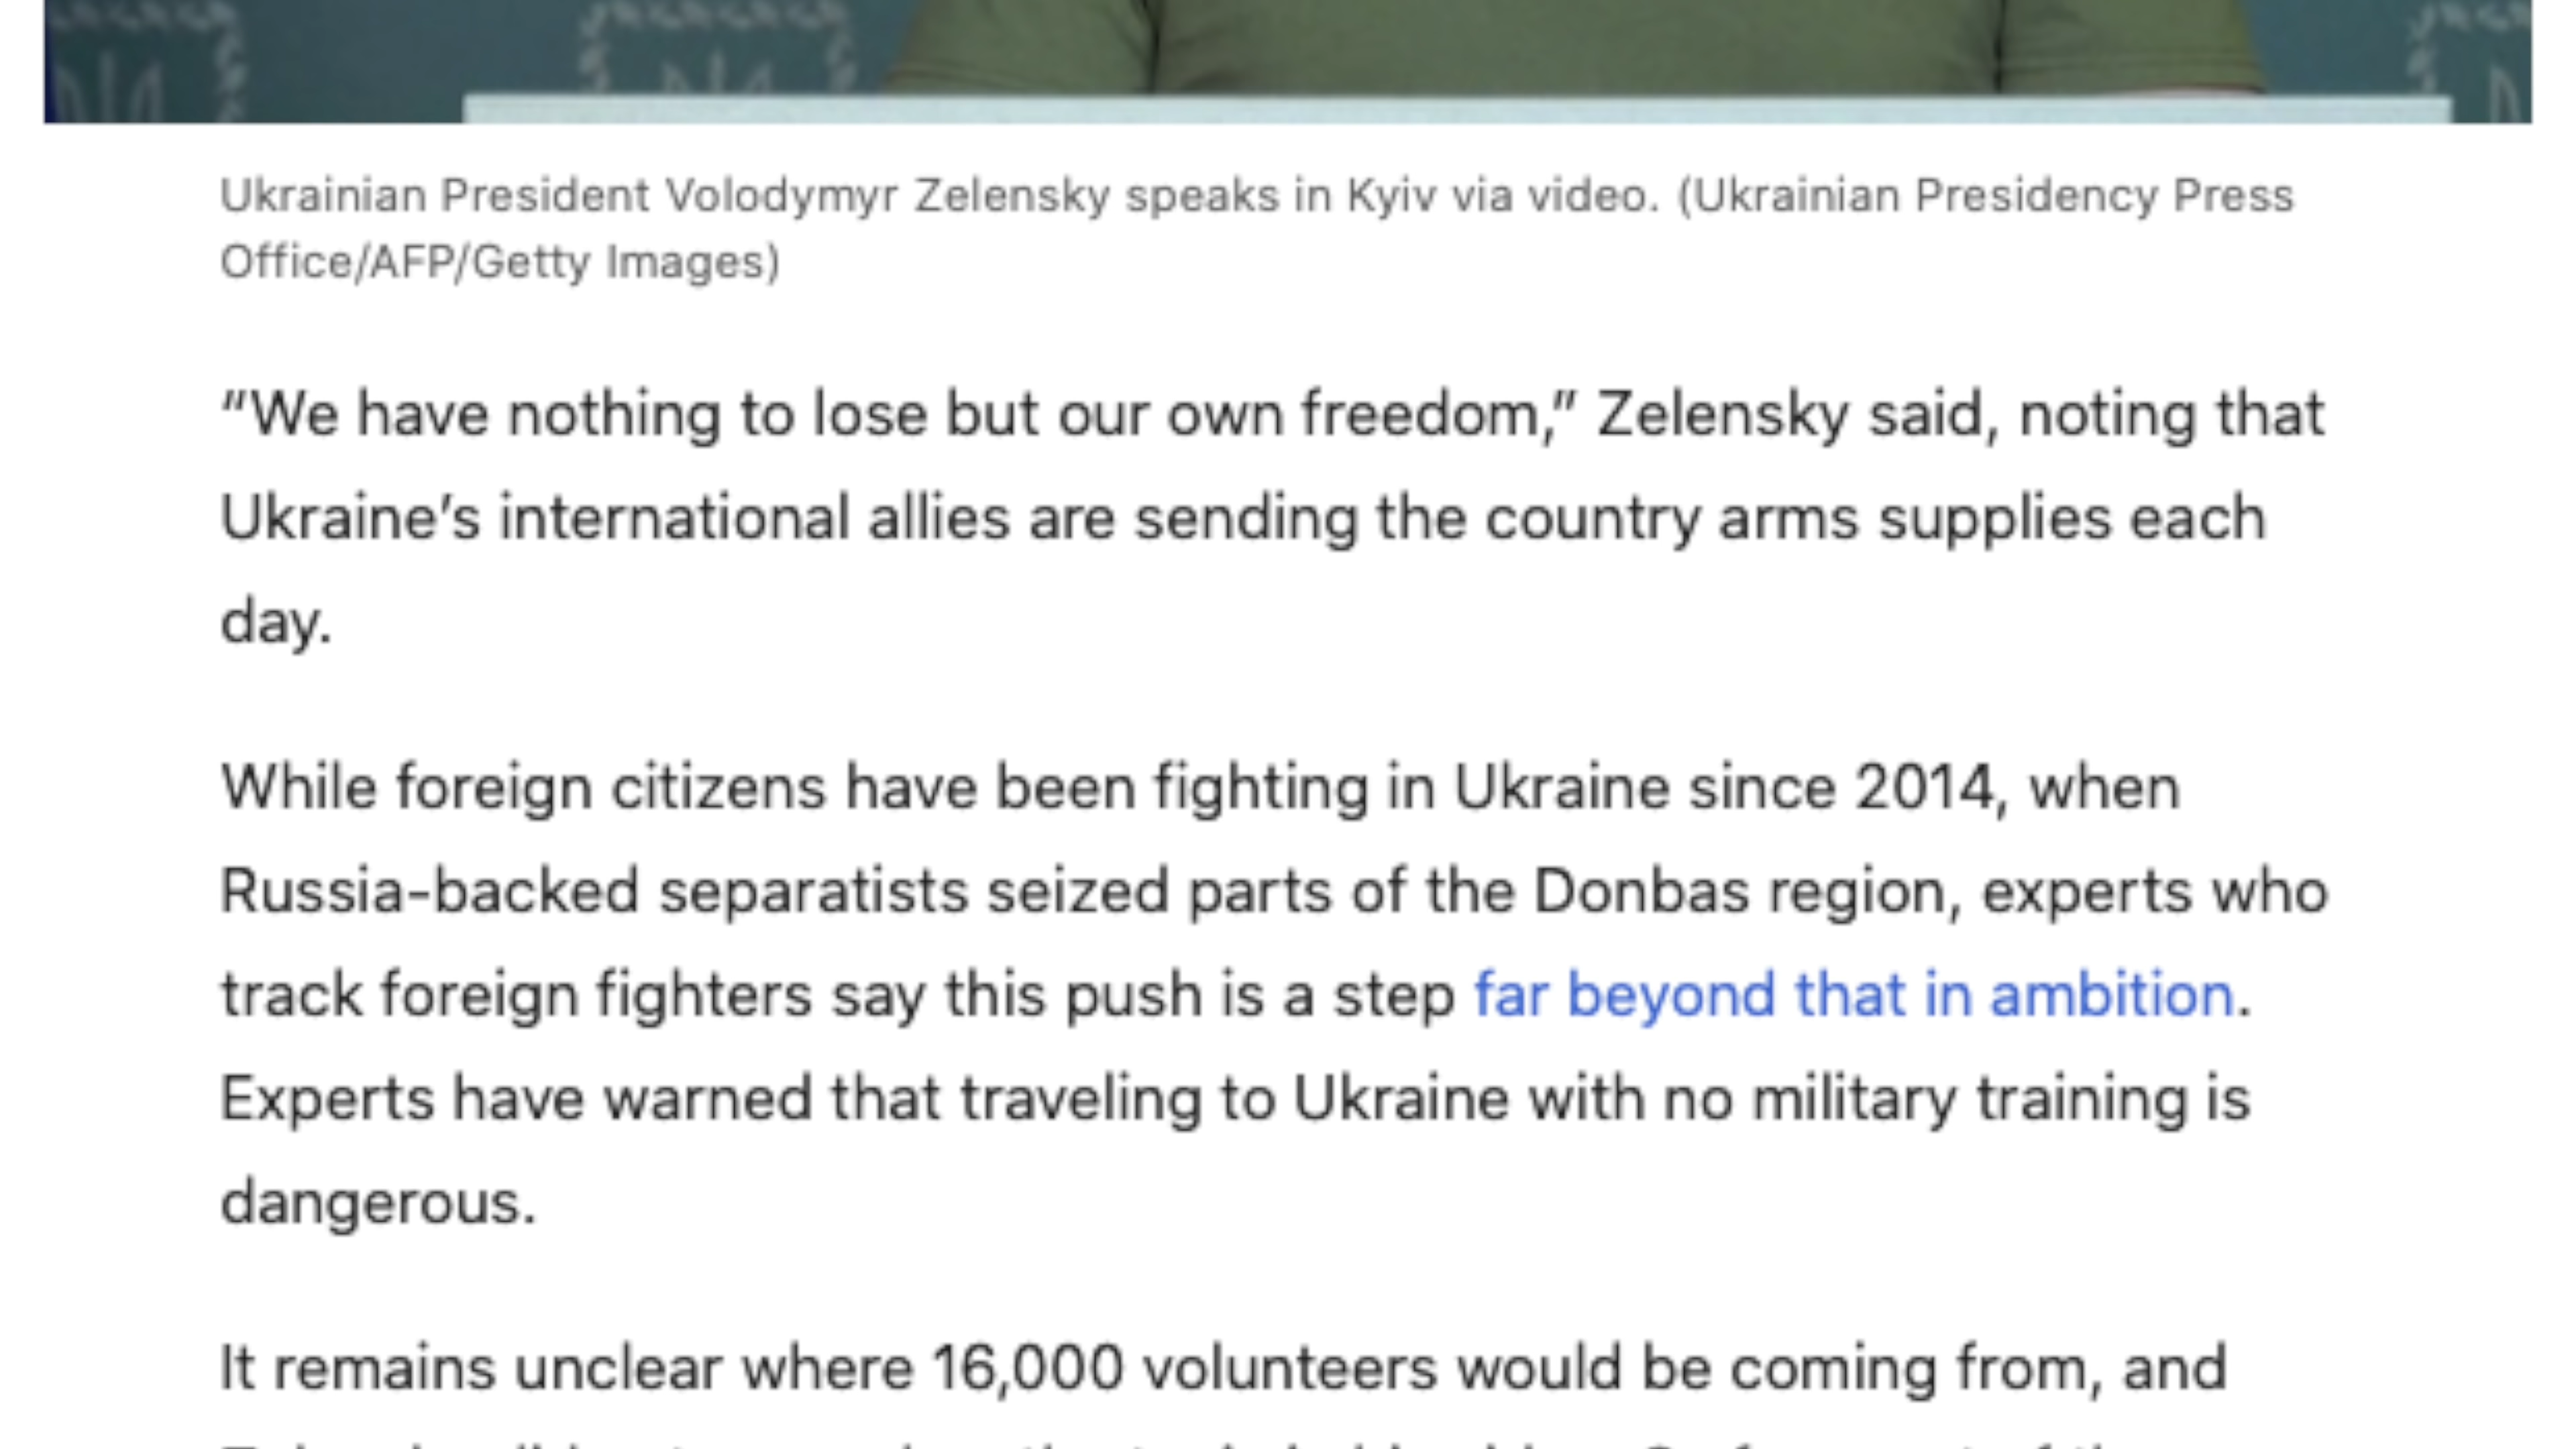 Ukrainian President Volodymyr Zelensky speaks in Kyiv via video. (Ukrainian Presidency Press
Office/AFP/Getty Images)
“We have nothing to lose but our own freedom,” Zelensky said, noting that
Ukraine’s international allies are sending the country arms supplies each
day.
While foreign citizens have been fighting in Ukraine since 2014, when
Russia-backed separatists seized parts of the Donbas region, experts who
track foreign fighters say this push is a step far beyond that in ambition.
Experts have warned that traveling to Ukraine with no military training is
dangerous.
It remains unclear where 16,000 volunteers would be coming from, and